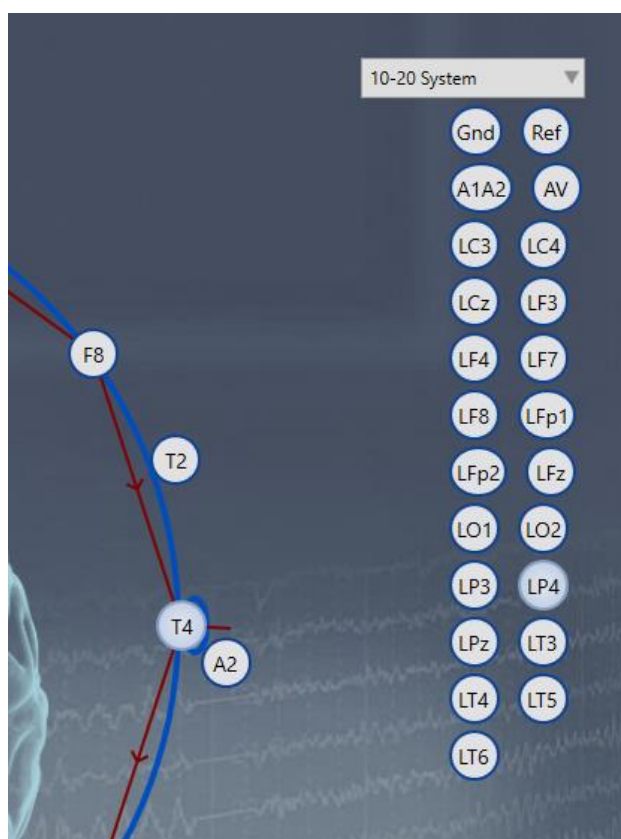 10-20 System
Gnd Ref
A1A2 AV
LC3 LC4
LCz LF3
F8
LF4 LF7
LF8 LFp1
T2
LFp2 LFz
LO1 LO2
LP3 LP4
T4
LPz LT3
A2
LT4 LT5
LT6